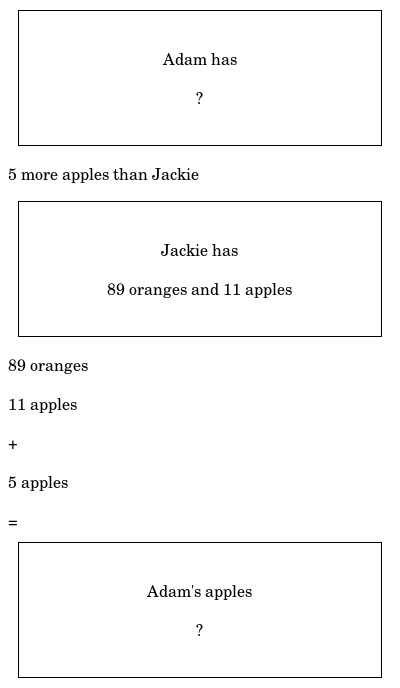 Adam has
?
5 more apples than Jackie
Jackie has
89 oranges and 11 apples
89 oranges
11 apples
+
5 apples
=
Adam's apples
?